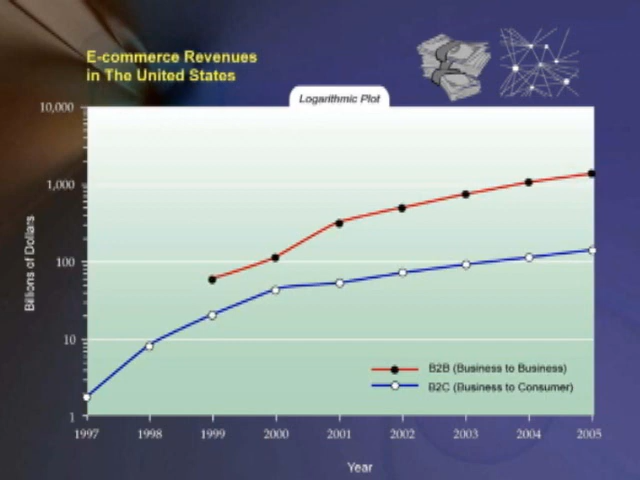 E-commerce Revenues
in The United States
Logarithmic Plot
10,000
1,000
100
10
1
Billions of Dollars
B2B (Business to Business)
B2C (Business to Consumer)
1997 1998 1999 2000 2001 2002 2003 2004 2005
Year